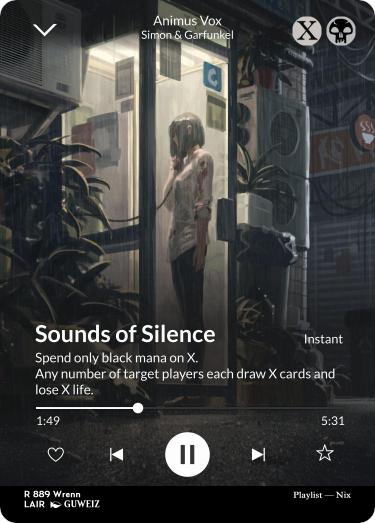 Animus Vox
Simon & Garfunkel
X
C
Sounds of Silence
Instant
Spend only black mana on X.
Any number of target players each draw X cards and
lose X life.
1:49
5:31
R 889 Wrenn
LAIR GUWEIZ
Playlist — Nix